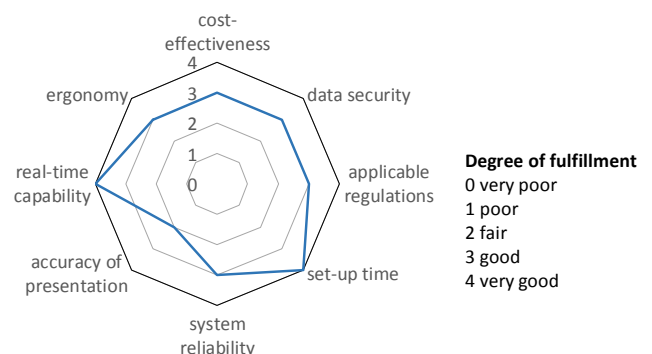 cost-
effectiveness
4
3
2
1
0
data security
applicable
regulations
set-up time
system
reliability
accuracy of
presentation
real-time
capability
ergonomy
Degree of fulfillment
0 very poor
1 poor
2 fair
3 good
4 very good